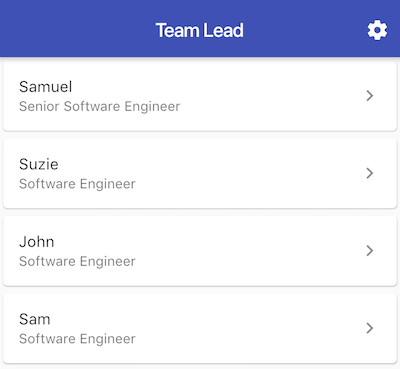 Team Lead
Samuel
Senior Software Engineer
Suzie
Software Engineer
John
Software Engineer
Sam
Software Engineer